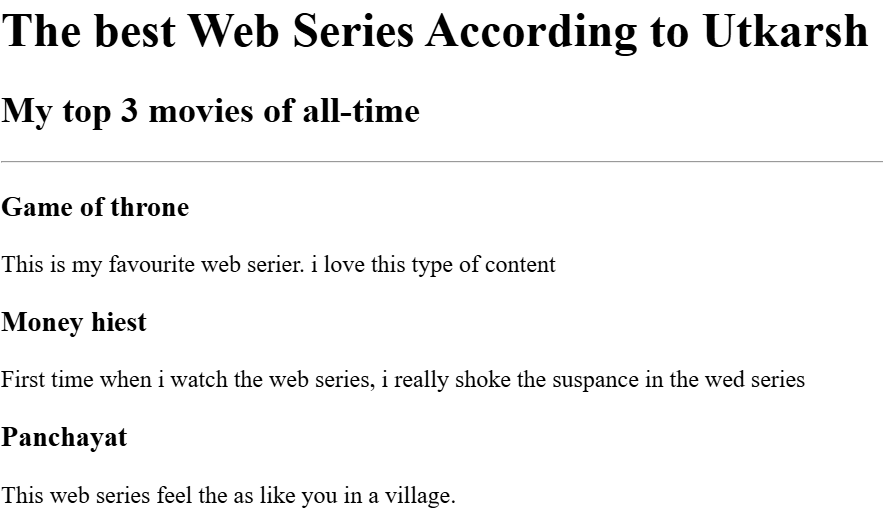 The best Web Series According to Utkarsh
My top 3 movies of all-time
Game of throne
This is my favourite web serier. i love this type of content
Money hiest
First time when i watch the web series, i really shoke the suspance in the wed series
Panchayat
This web series feel the as like you in a village.